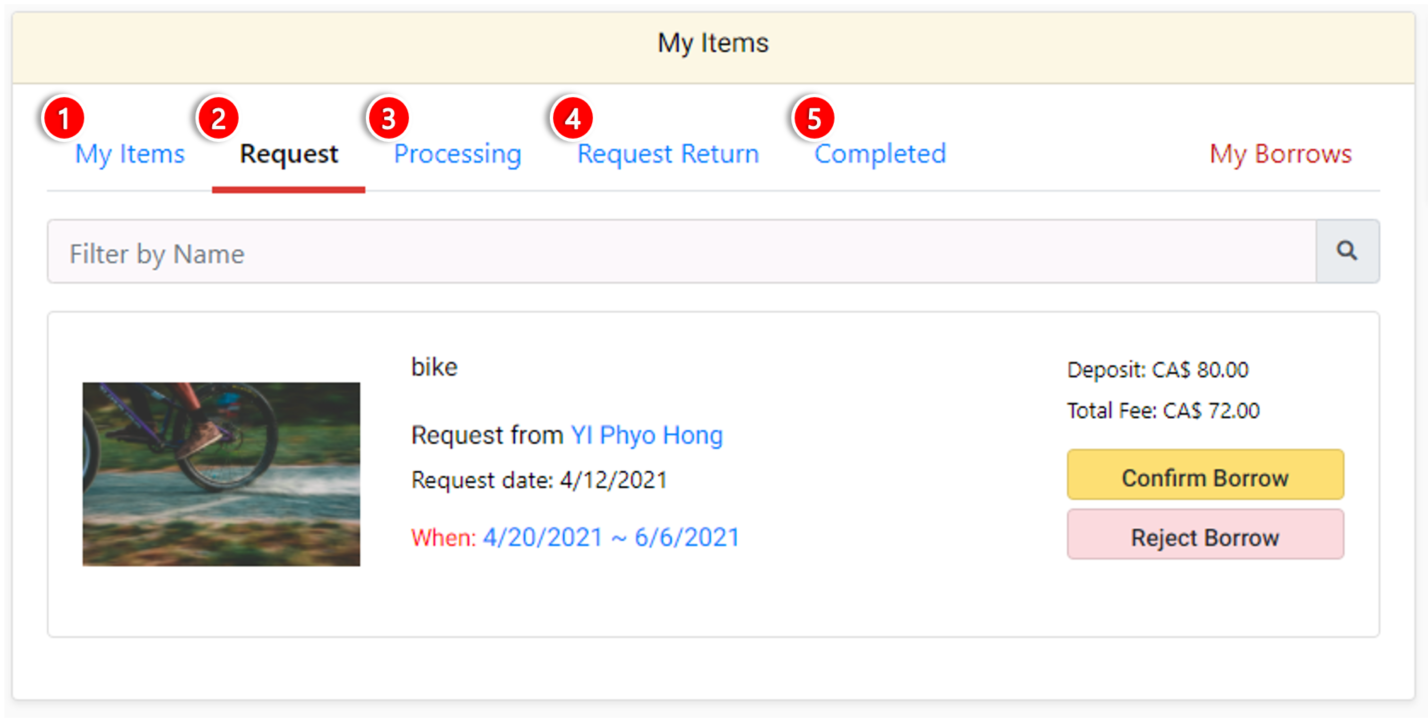 My Items
1 2 3 4 5
My Items Request Processing Request Return Completed My Borrows
Filter by Name
bike
Request from YI Phyo Hong
Request date: 4/12/2021
When: 4/20/2021 ~ 6/6/2021
Deposit: CA$ 80.00
Total Fee: CA$ 72.00
Confirm Borrow
Reject Borrow